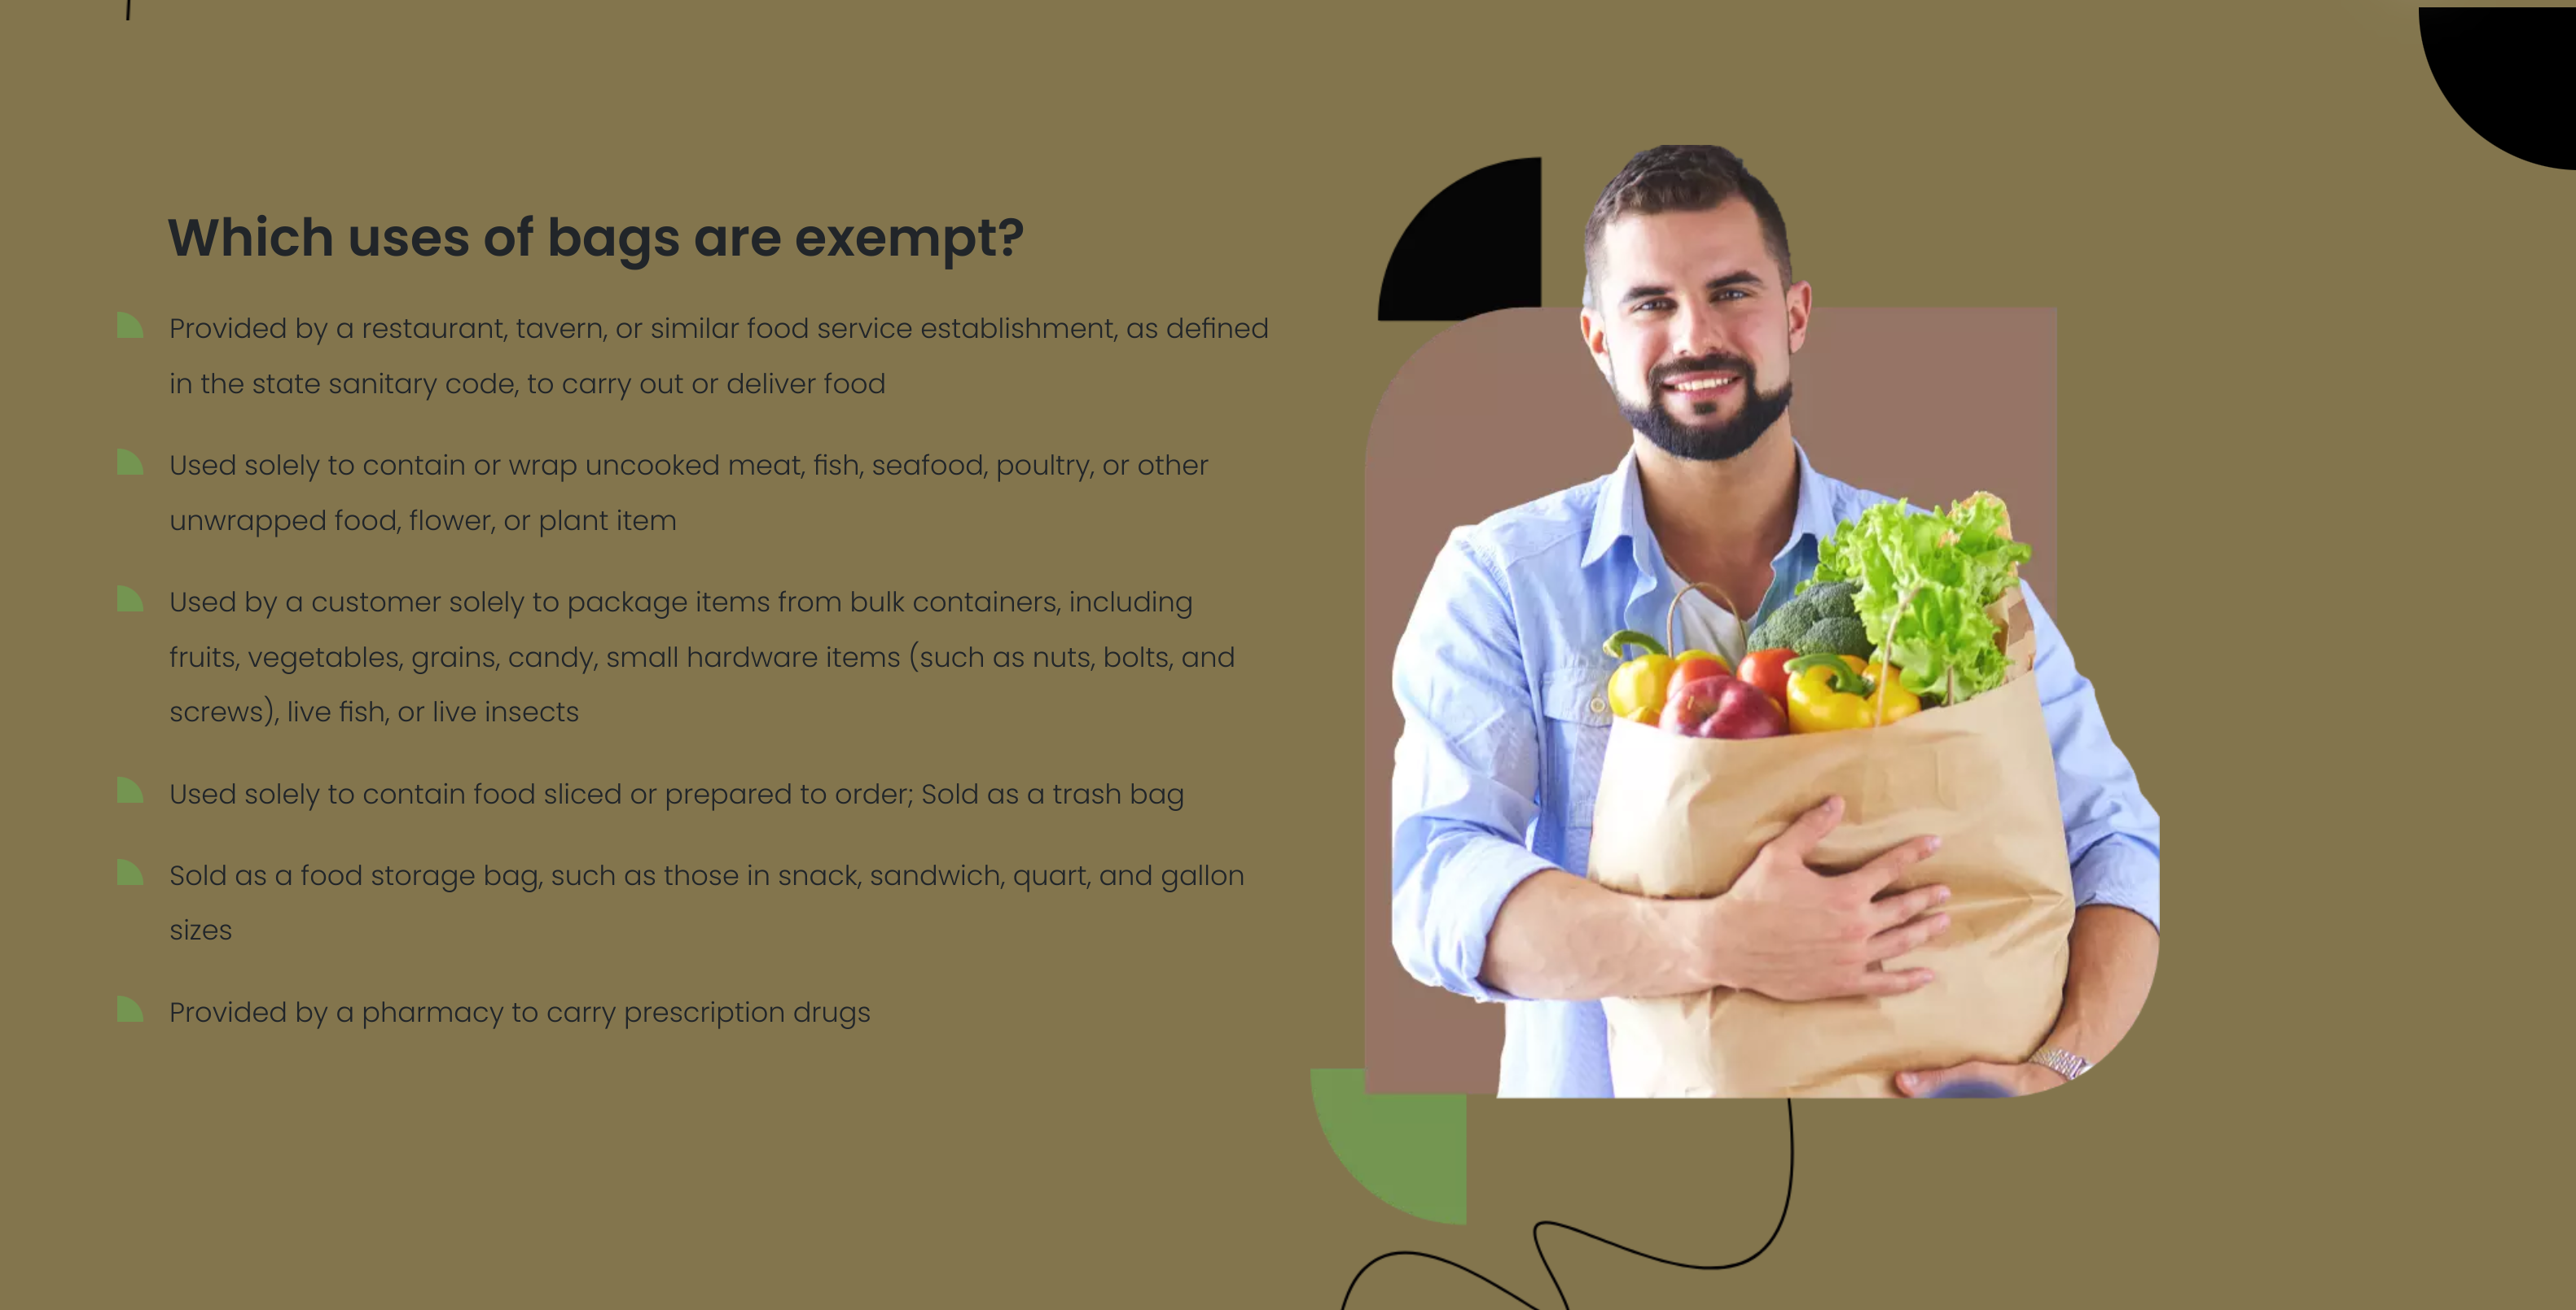 Which uses of bags are exempt?
Provided by a restaurant, tavern, or similar food service establishment, as defined
in the state sanitary code, to carry out or deliver food
Used solely to contain or wrap uncooked meat, fish, seafood, poultry, or other
unwrapped food, flower, or plant item
Used by a customer solely to package items from bulk containers, including
fruits, vegetables, grains, candy, small hardware items (such as nuts, bolts, and
screws), live fish, or live insects
Used solely to contain food sliced or prepared to order; Sold as a trash bag
Sold as a food storage bag, such as those in snack, sandwich, quart, and gallon
sizes
Provided by a pharmacy to carry prescription drugs